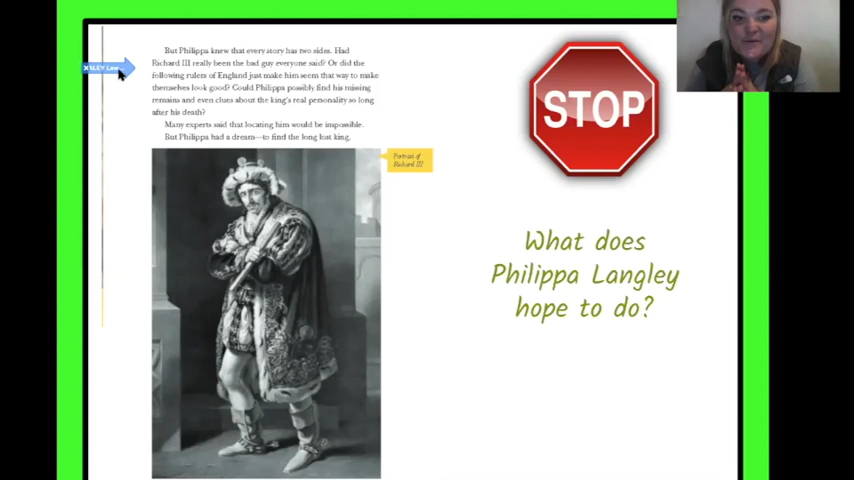 But Philippa knew that every story has two sides. Had
Richard III really been the bad guy everyone said? Or did the
following rulers of England just make him seem that way to make
themselves look good? Could Philippa possibly find his missing
remains and even clues about the king's real personality so long
after his death?
Many experts said that locating him would be impossible.
But Philippa had a dream—to find the long lost king.
Portrait of
Richard III
STOP
What does
Philippa Langley
hope to do?